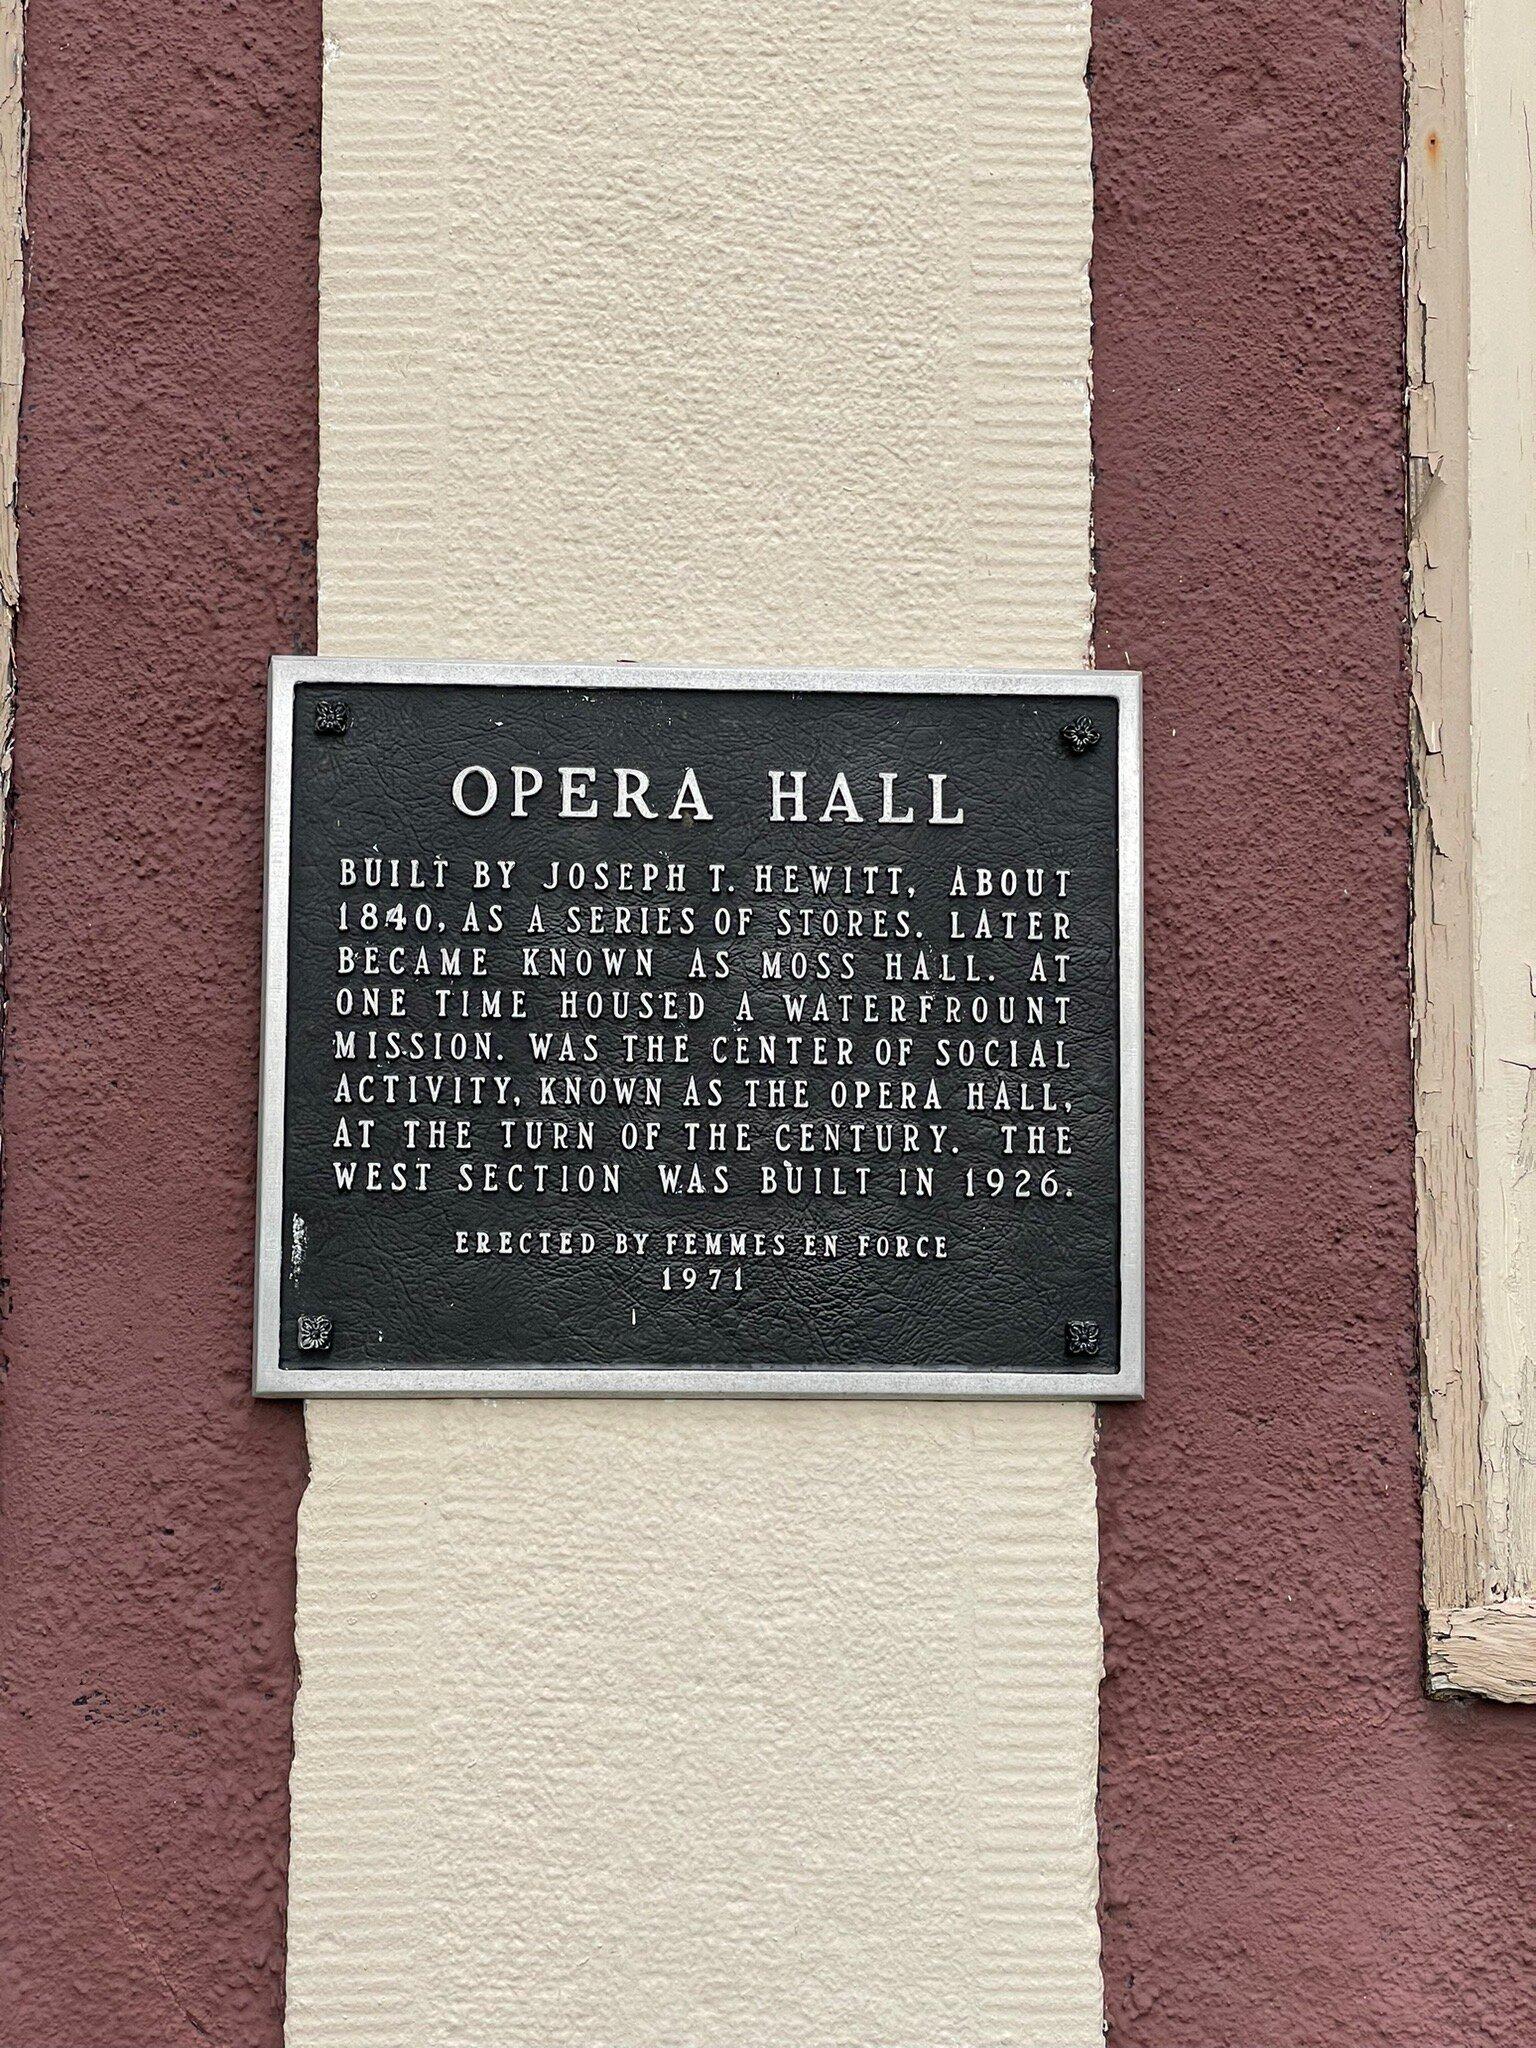 OPERA HALL
BUILT BY JOSEPH T. HEWITT, ABOUT
1840, AS A SERIES OF STORES. LATER
BECAME KNOWN AS MOSS HALL. AT
ONE TIME HOUSED A WATERFROUNT
MISSION. WAS THE CENTER OF SOCIAL
ACTIVITY, KNOWN AS THE OPERA HALL,
AT THE TURN OF THE CENTURY. THE
WEST SECTION WAS BUILT IN 1926.
ERECTED BY FEMMES EN FORCE
1971